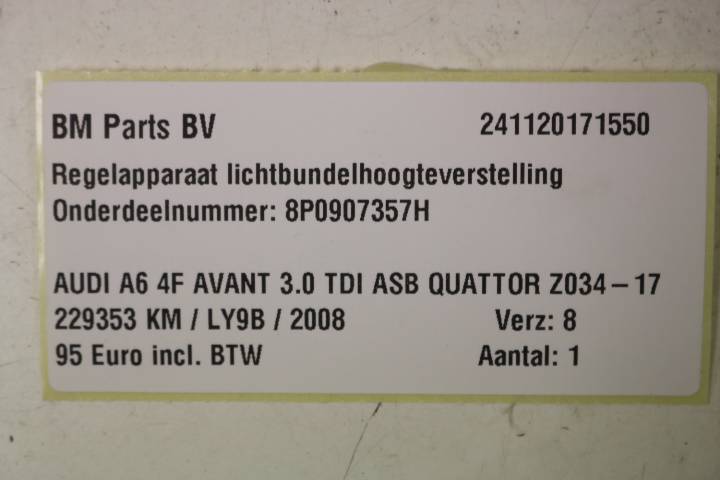 BM Parts BV 241120171550
Regelapparaat lichtbundelhoogteverstelling
Onderdeelnummer: 8P0907357H
AUDI A6 4F AVANT 3.0 TDI ASB QUATTOR Z034-17
229353 KM / LY9B / 2008 Verz: 8
95 Euro incl. BTW Aantal: 1